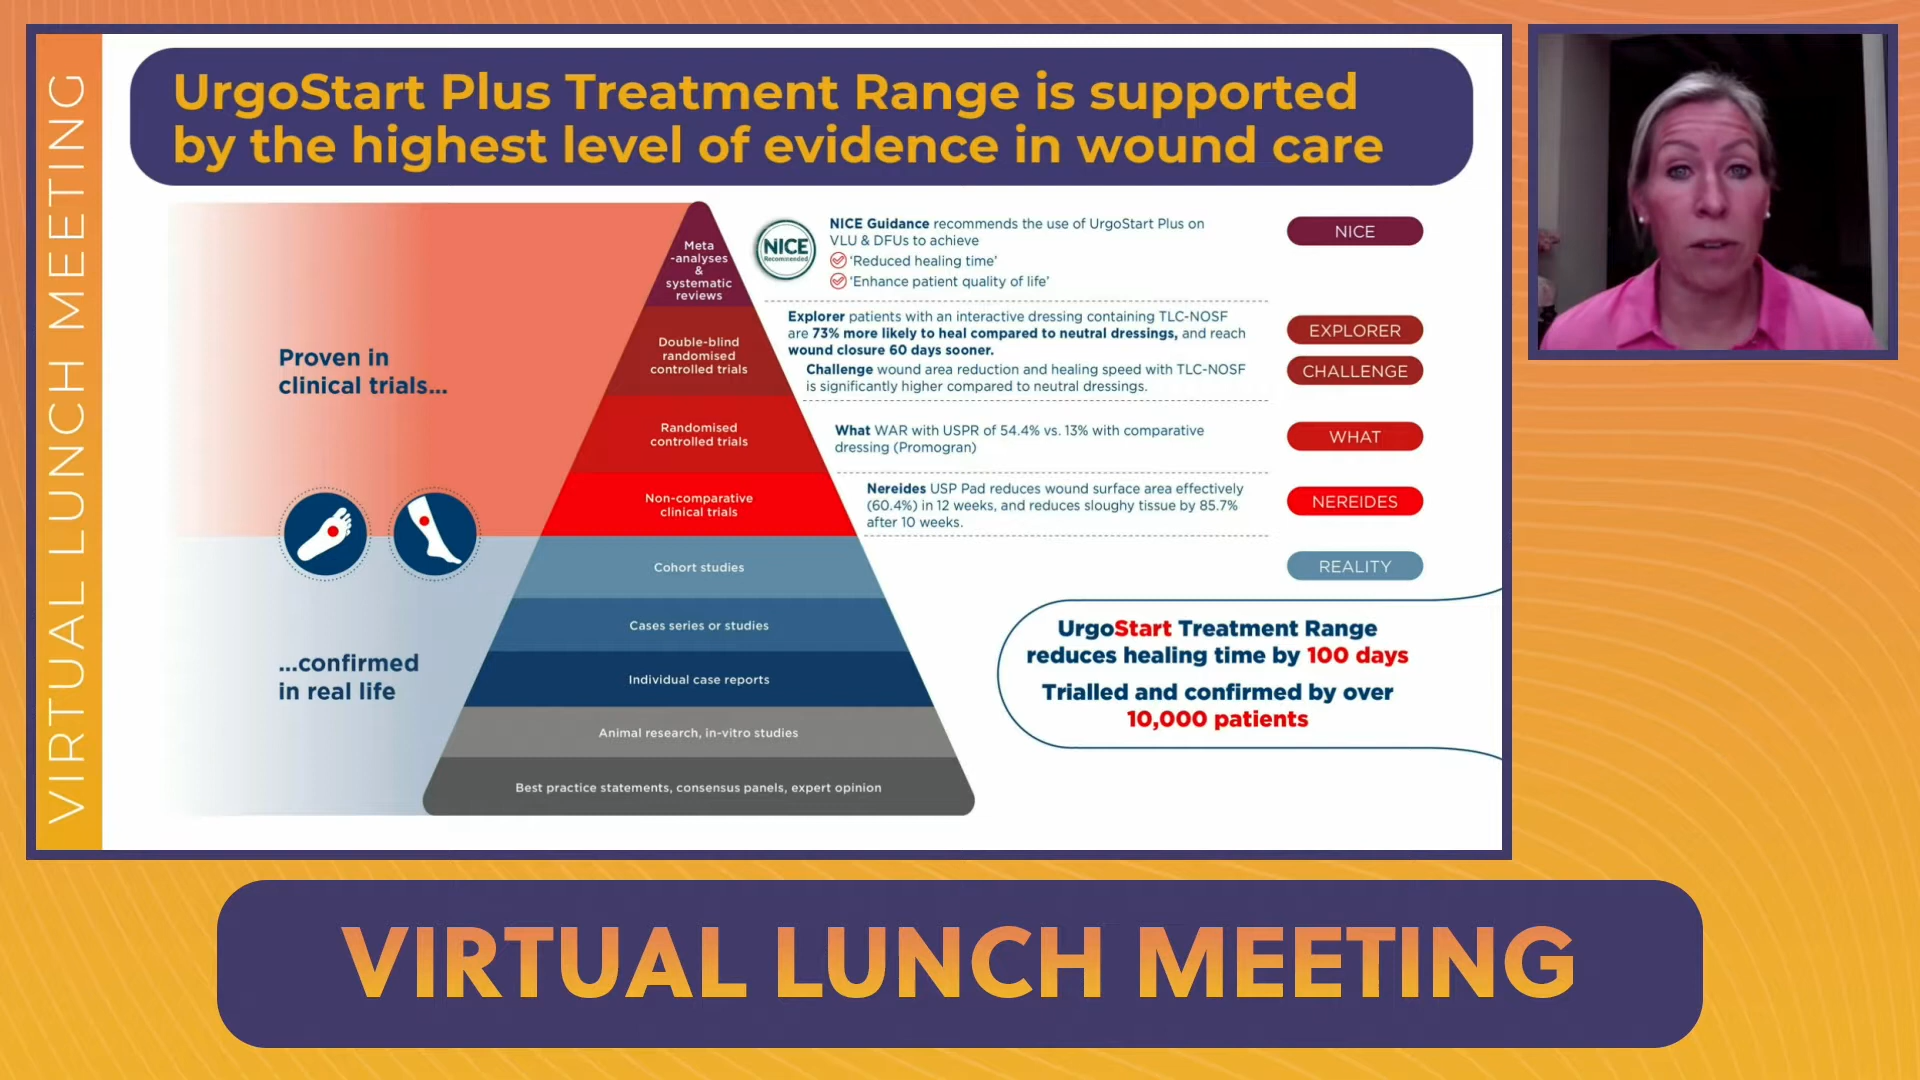 VIRTUAL LUNCH MEETING
UrgoStart Plus Treatment Range is supported
by the highest level of evidence in wound care
Proven in
clinical trials...
...confirmed
in real life
Meta
-analyses
&
systematic
reviews
Double-blind
randomised
controlled trials
Randomised
controlled trials
Non-comparative
clinical trials
Cohort studies
Cases series or studies
Individual case reports
Animal research, in-vitro studies
Best practice statements, consensus panels, expert opinion
NICE
Recommended
NICE Guidance recommends the use of UrgoStart Plus on
VLU & DFUs to achieve
‘Reduced healing time’
‘Enhance patient quality of life’
NICE
Explorer patients with an interactive dressing containing TLC-NOSF
are 73% more likely to heal compared to neutral dressings, and reach
wound closure 60 days sooner.
EXPLORER
Challenge wound area reduction and healing speed with TLC-NOSF
is significantly higher compared to neutral dressings.
CHALLENGE
What WAR with USPR of 54.4% vs. 13% with comparative
dressing (Promogran)
WHAT
Nereides USP Pad reduces wound surface area effectively
(60.4%) in 12 weeks, and reduces sloughy tissue by 85.7%
after 10 weeks.
NEREIDES
REALITY
UrgoStart Treatment Range
reduces healing time by 100 days
Trialled and confirmed by over
10,000 patients
VIRTUAL LUNCH MEETING